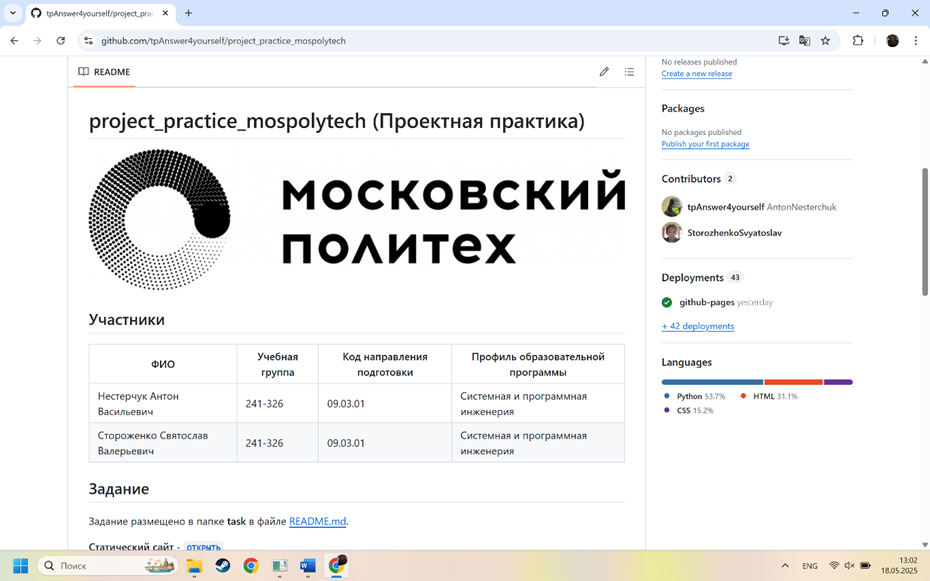 tpAnswer4yourself/project_prac
github.com/tpAnswer4yourself/project_practice_mospolytech
README
project_practice_mospolytech (Проектная практика)
московский
политех
Участники
ФИО
Учебная
группа
Код направления
подготовки
Профиль образовательной
программы
Нестерчук Антон
Васильевич
241-326
09.03.01
Системная и программная
инженерия
Стороженко Святослав
Валерьевич
241-326
09.03.01
Системная и программная
инженерия
Задание
Задание размещено в папке task в файле README.md.
Статический сайт - ОТКРЫТЬ
No releases published
Create a new release
Packages
No packages published
Publish your first package
Contributors 2
tpAnswer4yourself AntonNesterchuk
StorozhenkoSvyatoslav
Deployments 43
github-pages yesterday
+ 42 deployments
Languages
Python 53.7% HTML 31.1%
CSS 15.2%
Поиск
ENG
13:02
18.05.2025